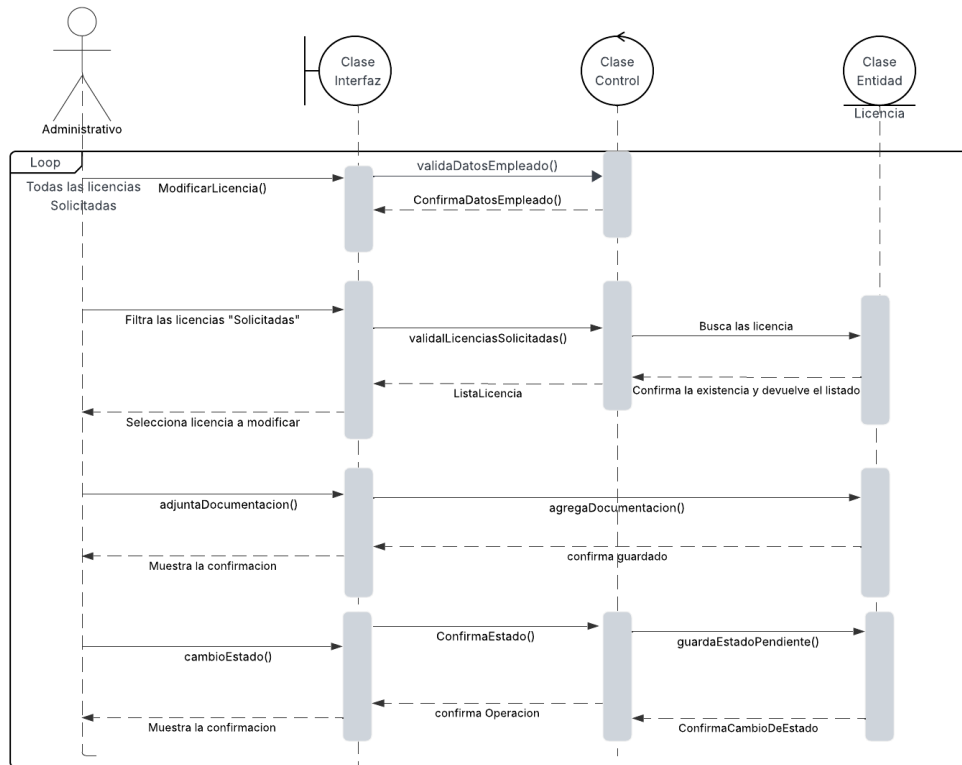 Clase
Interfaz
Clase
Control
Clase
Entidad
Licencia
Administrativo
Loop
Todas las licencias
Solicitadas
ModificarLicencia()
validaDatosEmpleado()
ConfirmaDatosEmpleado()
Filtra las licencias "Solicitadas"
validalLicenciasSolicitadas()
Busca las licencia
ListaLicencia
Confirma la existencia y devuelve el listado
Selecciona licencia a modificar
adjuntaDocumentacion()
agregaDocumentacion()
confirma guardado
Muestra la confirmacion
cambioEstado()
ConfirmaEstado()
guardaEstadoPendiente()
confirma Operacion
ConfirmaCambioDeEstado
Muestra la confirmacion